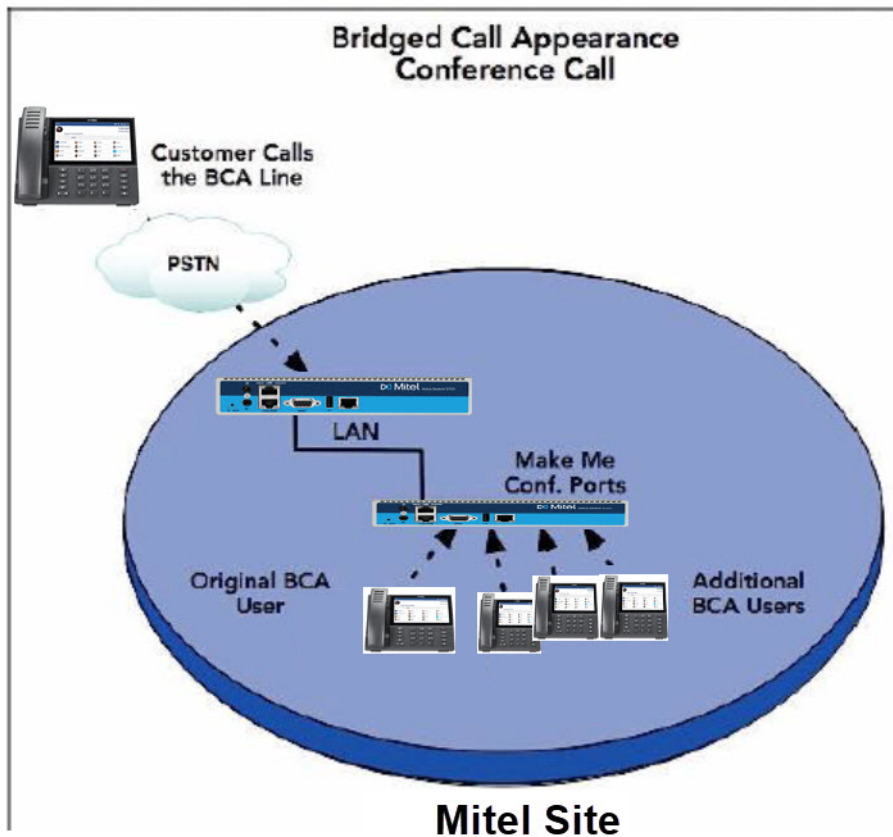 Bridged Call Appearance
Conference Call
Customer Calls
the BCA Line
PSTN
Mitel
LAN
Make Me
Conf. Ports
Mitel
Original BCA
User
Additional
BCA Users
Mitel Site